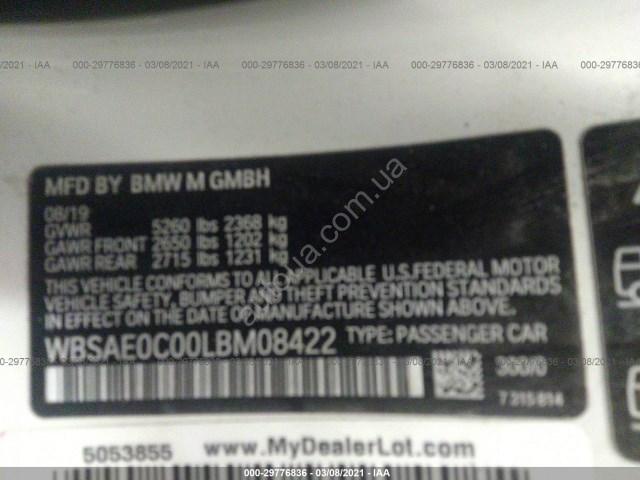 000-29776836 - 03/08/2021 - IAA
MFD BY BMW M GMBH
08/19
GVWR 5260 lbs 2368 kg
GAWR FRONT 2650 lbs 1202 kg
GAWR REAR 2715 lbs 1231 kg
THIS VEHICLE CONFORMS TO ALL APPLICABLE U.S.FEDERAL MOTOR
VEHICLE SAFETY, BUMPER AND THEFT PREVENTION STANDARDS
IN EFFECT ON THE DATE OF MANUFACTURE SHOWN ABOVE.
WBSAE0C00LBM08422 TYPE: PASSENGER CAR
7 215 814
5053855 www.MyDealerLot.com
000-29776836 - 03/08/2021 - IAA